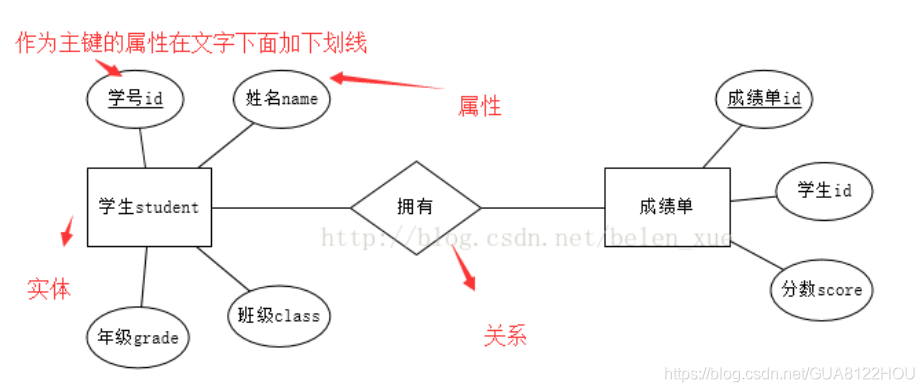 作为主键的属性在文字下面加下划线
学号id
姓名name
属性
成绩单id
学生student
拥有
成绩单
学生id
http://blog.csdn.net/belen_xue
实体
关系
年级grade
班级class
分数score
https://blog.csdn.net/GUA8122HOU